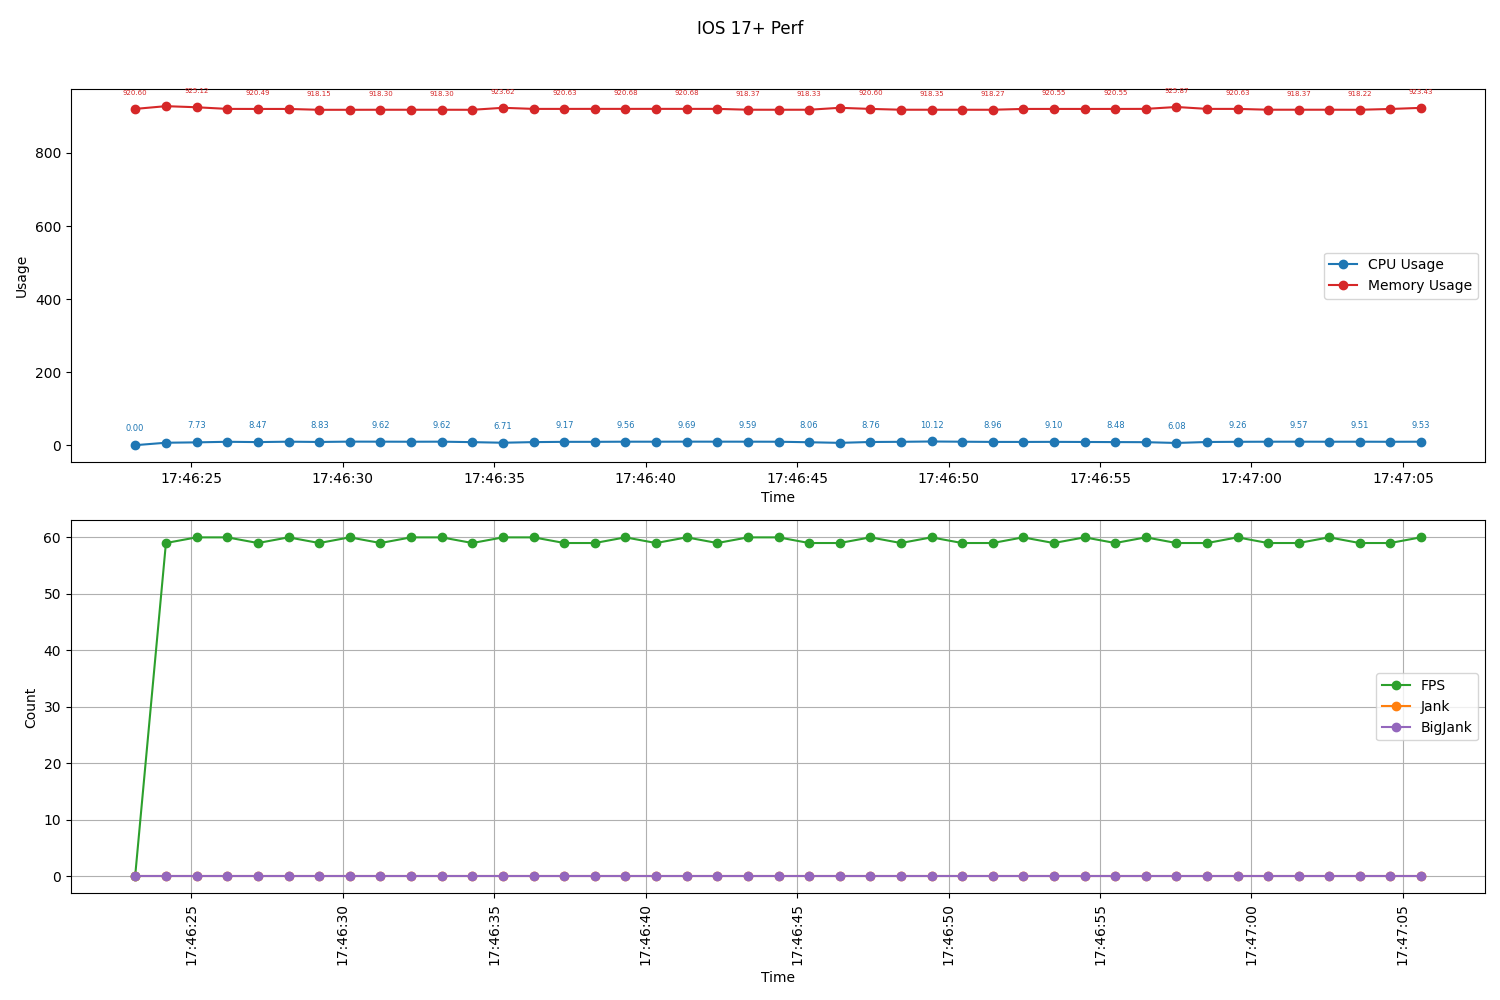 IOS 17+ Perf
920.60 925.12 920.49 918.15 918.30 918.30 923.62 920.63 920.68 920.68 918.37 918.33 920.60 918.35 918.27 920.55 920.55 925.87 920.63 918.37 918.22 923.43
800
600
400
200
0
Usage
CPU Usage
Memory Usage
0.00 7.73 8.47 8.83 9.62 9.62 6.71 9.17 9.56 9.69 9.59 8.06 8.76 10.12 8.96 9.10 8.48 6.08 9.26 9.57 9.51 9.53
17:46:25 17:46:30 17:46:35 17:46:40 17:46:45 17:46:50 17:46:55 17:47:00 17:47:05
Time
60
50
40
30
20
10
0
Count
FPS
Jank
BigJank
17:46:25 17:46:30 17:46:35 17:46:40 17:46:45 17:46:50 17:46:55 17:47:00 17:47:05
Time